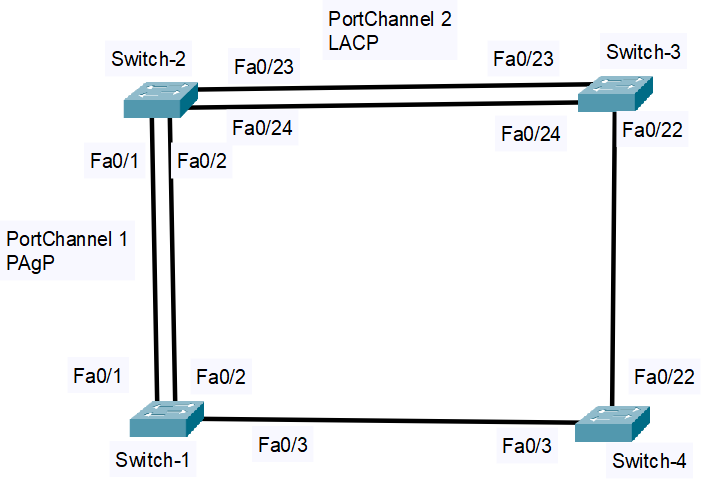 PortChannel 2
LACP
Switch-2
Switch-3
Fa0/23
Fa0/23
Fa0/24
Fa0/24
Fa0/22
Fa0/1
Fa0/2
PortChannel 1
PAgP
Fa0/1
Fa0/2
Fa0/22
Fa0/3
Fa0/3
Switch-1
Switch-4